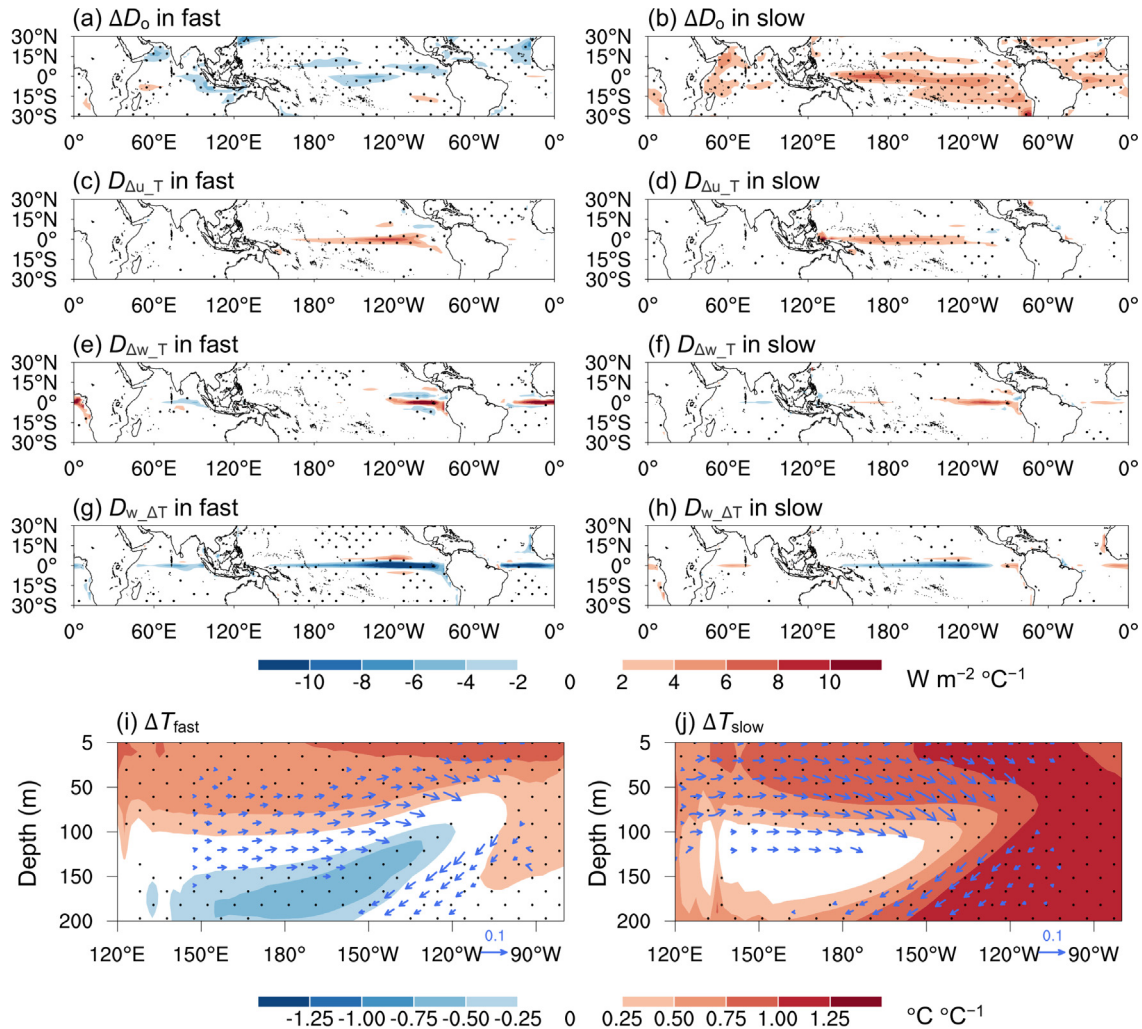 (a) ΔDₒ in fast
(b) ΔDₒ in slow
30°N
15°N
0°
15°S
30°S
0° 60°E 120°E 180° 120°W 60°W 0°
30°N
15°N
0°
15°S
30°S
0° 60°E 120°E 180° 120°W 60°W 0°
(c) D_Δu_T in fast
(d) D_Δu_T in slow
30°N
15°N
0°
15°S
30°S
0° 60°E 120°E 180° 120°W 60°W 0°
30°N
15°N
0°
15°S
30°S
0° 60°E 120°E 180° 120°W 60°W 0°
(e) D_Δw_T in fast
(f) D_Δw_T in slow
30°N
15°N
0°
15°S
30°S
0° 60°E 120°E 180° 120°W 60°W 0°
30°N
15°N
0°
15°S
30°S
0° 60°E 120°E 180° 120°W 60°W 0°
(g) D_w_ΔT in fast
(h) D_w_ΔT in slow
30°N
15°N
0°
15°S
30°S
0° 60°E 120°E 180° 120°W 60°W 0°
30°N
15°N
0°
15°S
30°S
0° 60°E 120°E 180° 120°W 60°W 0°
-10 -8 -6 -4 -2 0 2 4 6 8 10 W m⁻² °C⁻¹
(i) ΔT_fast
(j) ΔT_slow
Depth (m)
5
50
100
150
200
120°E 150°E 180° 150°W 120°W 90°W
0.1
Depth (m)
5
50
100
150
200
120°E 150°E 180° 150°W 120°W 90°W
0.1
-1.25 -1.00 -0.75 -0.50 -0.25 0 0.25 0.50 0.75 1.00 1.25 °C °C⁻¹